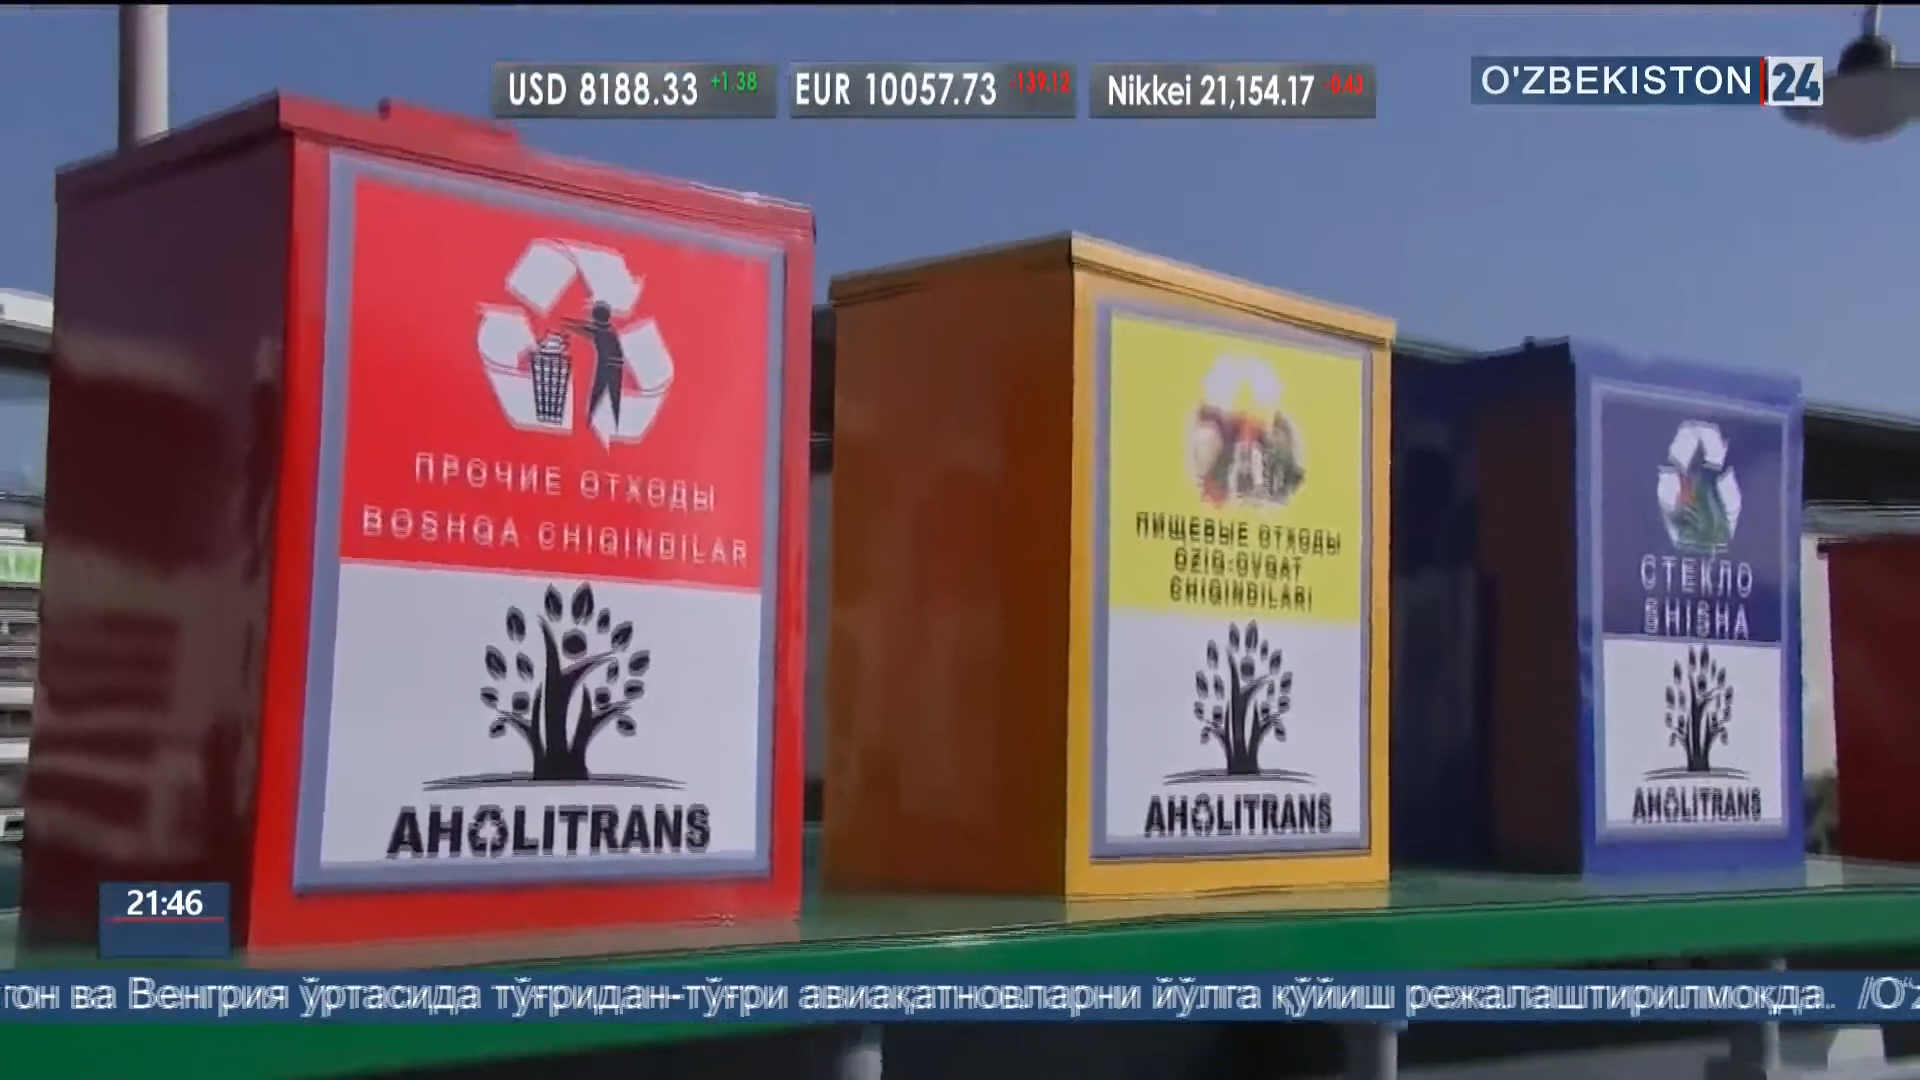 USD 8188.33 +1.38
EUR 10057.73 -139.12
Nikkei 21,154.17 -0.43
O'ZBEKISTON 24
ПРОЧИЕ ОТХОДЫ
BOSHQA CHIQINDILAR
AHOLITRANS
ПИЩЕВЫЕ ОТХОДЫ
OZIQ-OVQAT
CHIQINDILARI
AHOLITRANS
СТЕКЛО
SHISHA
AHOLITRANS
21:46
тон ва Венгрия ўртасида тўғридан-тўғри авиақатновларни йўлга қўйиш режалаштирилмоқда. //O'z